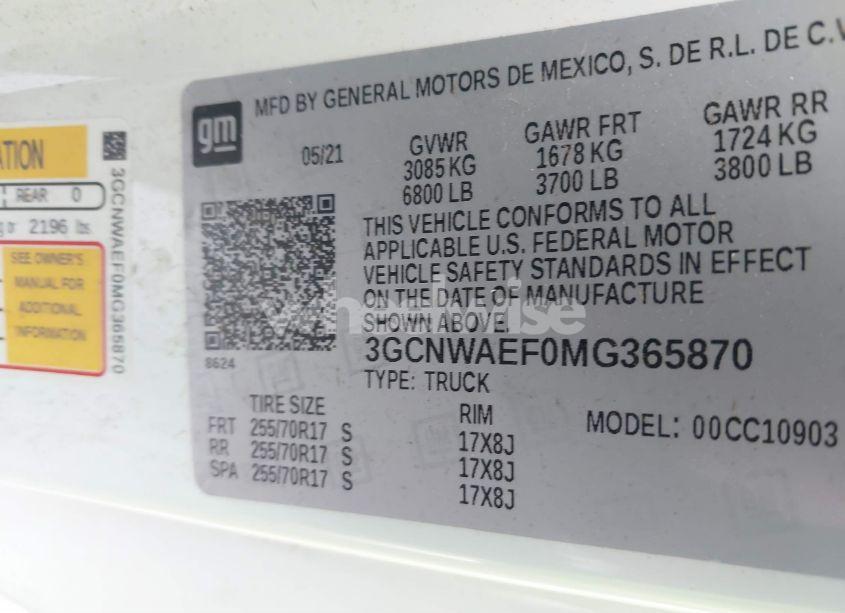 MFD BY GENERAL MOTORS DE MEXICO, S. DE R.L. DE C.V
gm
05/21
GVWR
3085 KG
6800 LB
GAWR FRT
1678 KG
3700 LB
GAWR RR
1724 KG
3800 LB
THIS VEHICLE CONFORMS TO ALL
APPLICABLE U.S. FEDERAL MOTOR
VEHICLE SAFETY STANDARDS IN EFFECT
ON THE DATE OF MANUFACTURE
SHOWN ABOVE.
3GCNWAEF0MG365870
TYPE: TRUCK
8624
TIRE SIZE
RIM
MODEL: 00CC10903
FRT 255/70R17 S 17X8J
RR 255/70R17 S 17X8J
SPA 255/70R17 S 17X8J
ATION
REAR 0
2196 lbs.
SEE OWNER'S
MANUAL FOR
ADDITIONAL
INFORMATION
3GCNWAEF0MG365870